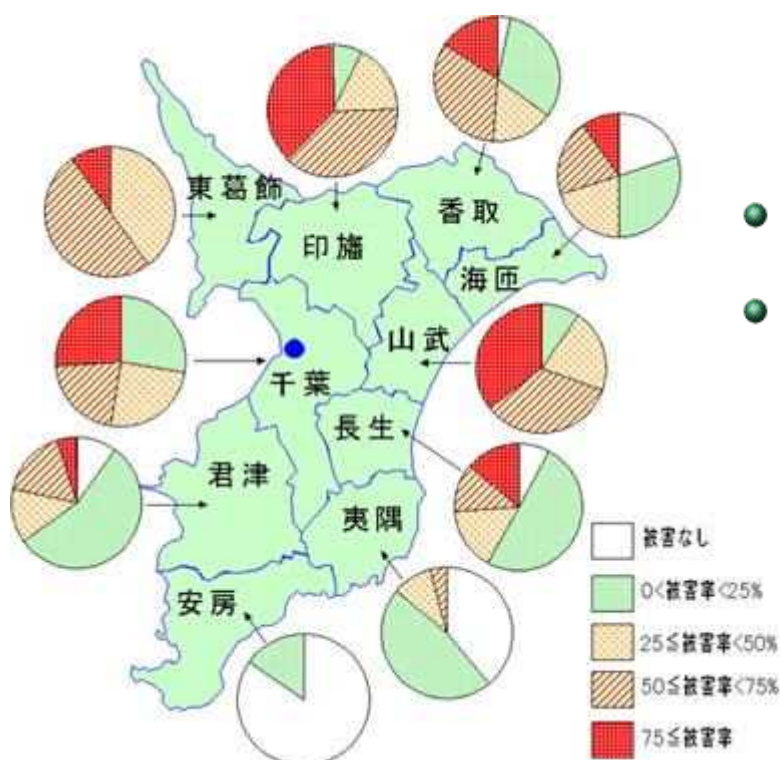 東葛飾
印旛
香取
海匝
山武
千葉
長生
君津
夷隅
安房
被害なし
0<被害率<25%
25≦被害率<50%
50≦被害率<75%
75≦被害率